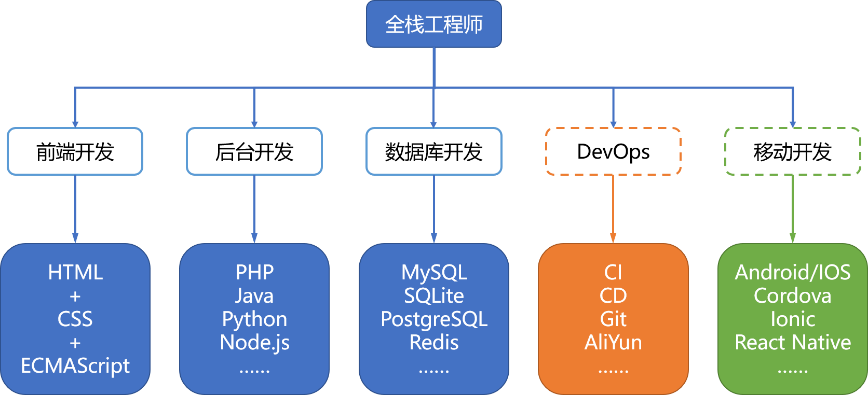 全栈工程师
前端开发
后台开发
数据库开发
DevOps
移动开发
HTML
+
CSS
+
ECMAScript
PHP
Java
Python
Node.js
……
MySQL
SQLite
PostgreSQL
Redis
……
CI
CD
Git
AliYun
……
Android/IOS
Cordova
Ionic
React Native
……